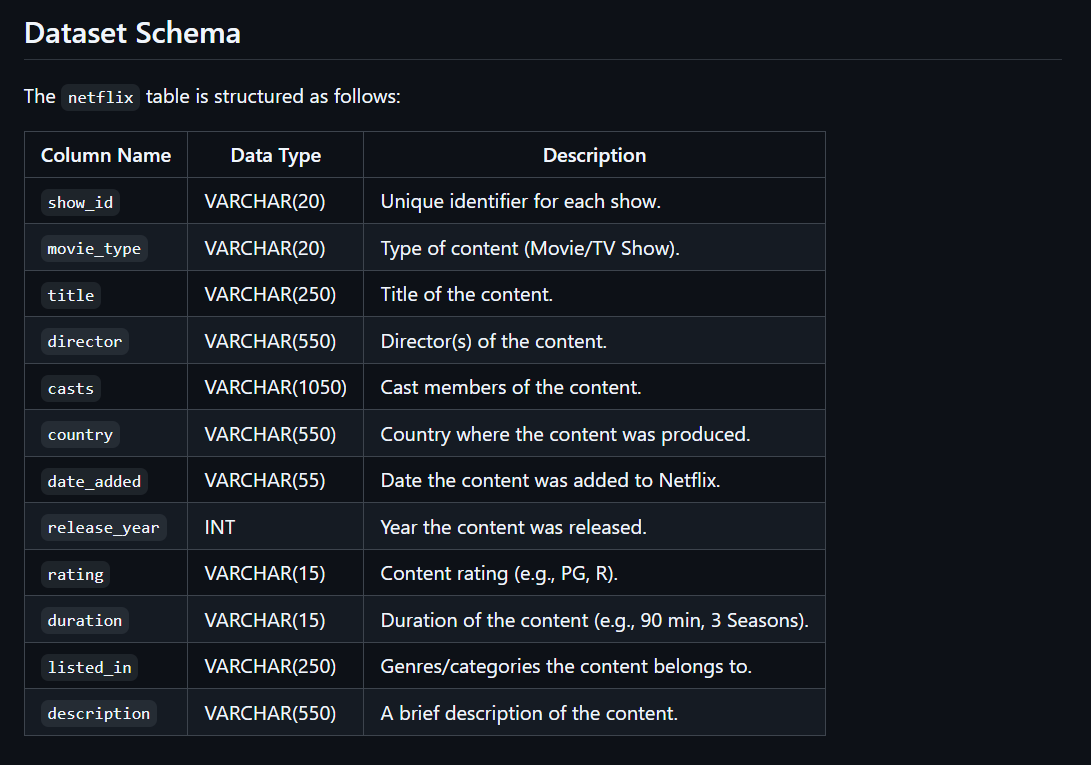 Dataset Schema
The netflix table is structured as follows:
Column Name Data Type Description
show_id VARCHAR(20) Unique identifier for each show.
movie_type VARCHAR(20) Type of content (Movie/TV Show).
title VARCHAR(250) Title of the content.
director VARCHAR(550) Director(s) of the content.
casts VARCHAR(1050) Cast members of the content.
country VARCHAR(550) Country where the content was produced.
date_added VARCHAR(55) Date the content was added to Netflix.
release_year INT Year the content was released.
rating VARCHAR(15) Content rating (e.g., PG, R).
duration VARCHAR(15) Duration of the content (e.g., 90 min, 3 Seasons).
listed_in VARCHAR(250) Genres/categories the content belongs to.
description VARCHAR(550) A brief description of the content.